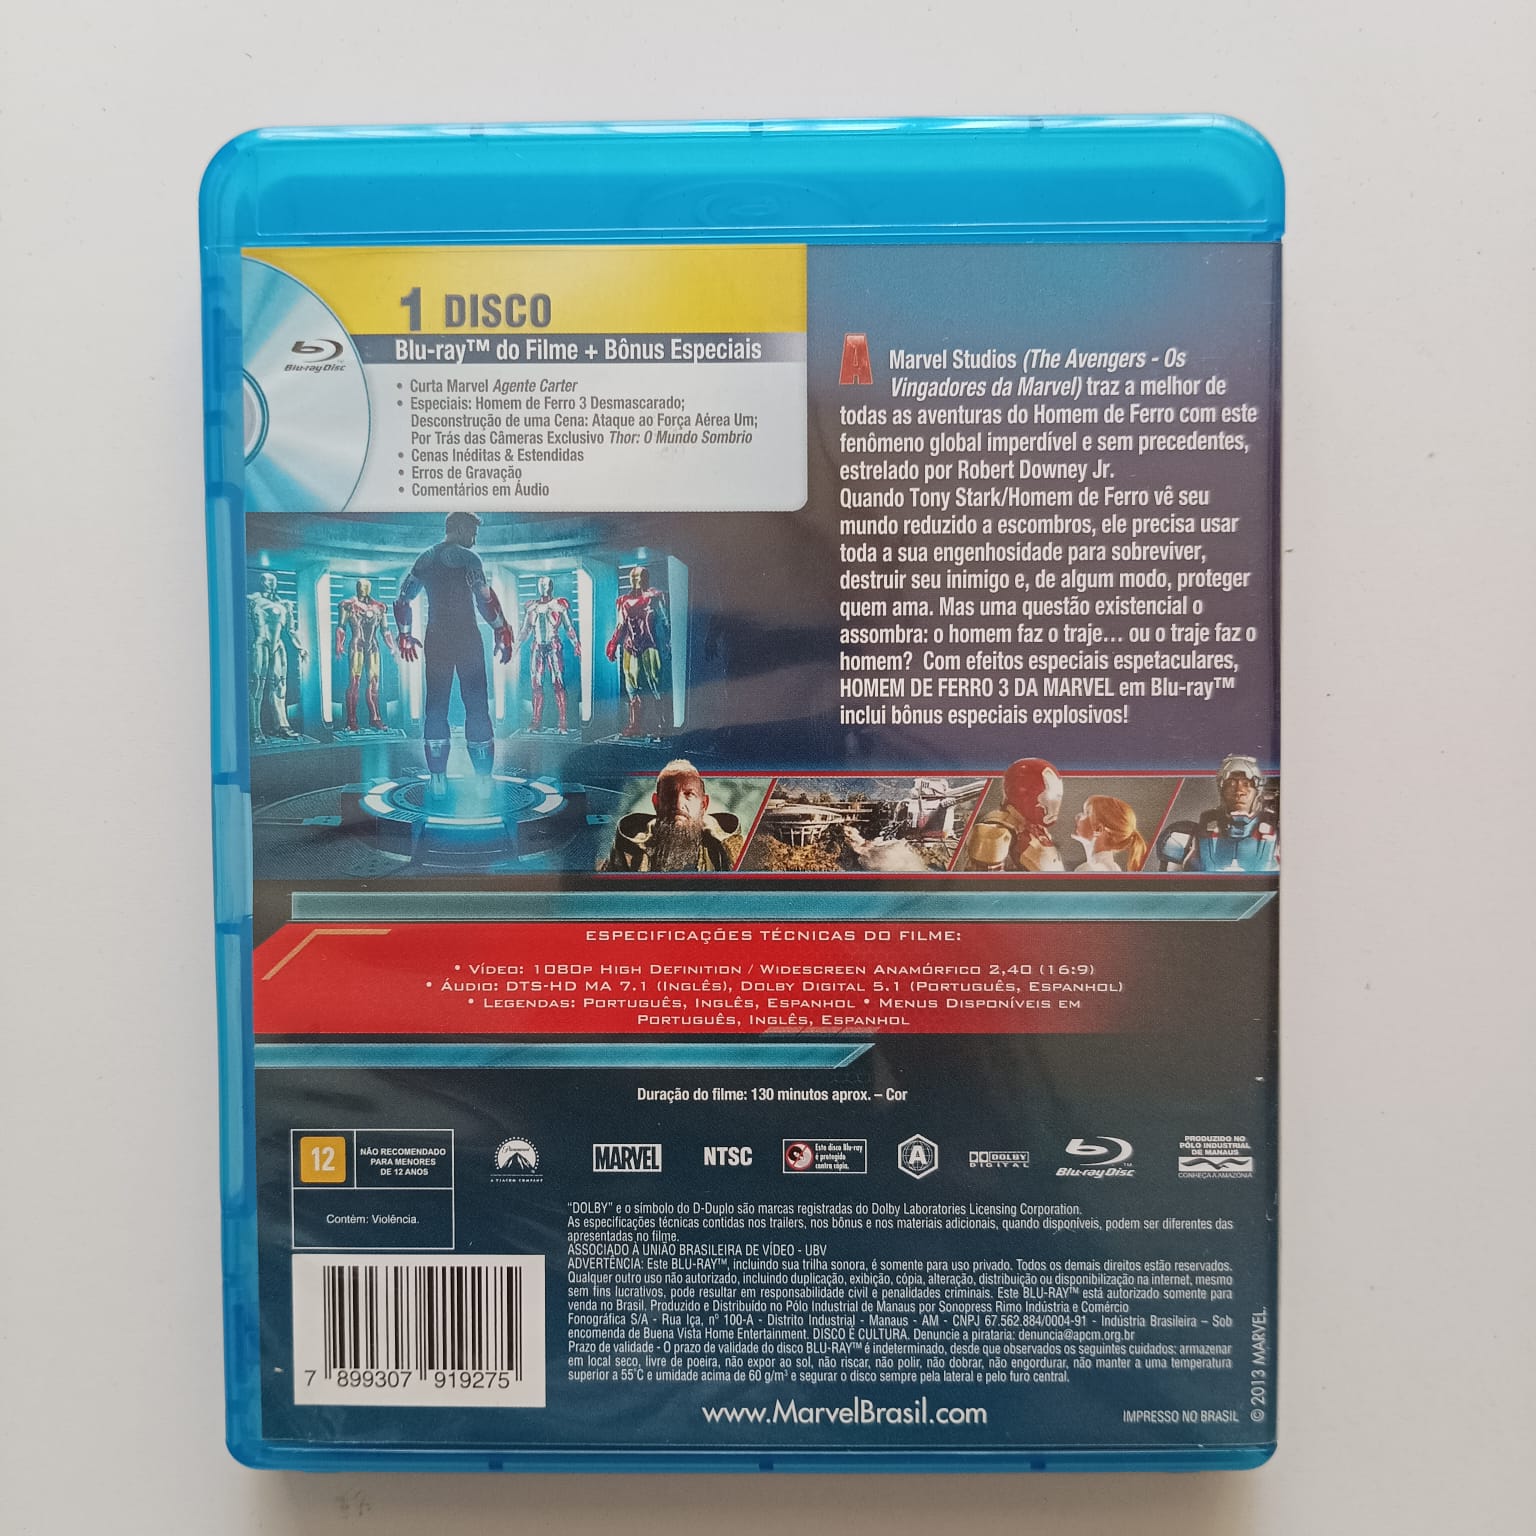 1 DISCO
Blu-ray™ do Filme + Bônus Especiais
Blu-ray Disc™
• Curta Marvel Agente Carter
• Especiais: Homem de Ferro 3 Desmascarado;
Desconstrução de uma Cena: Ataque ao Força Aérea Um;
Por Trás das Câmeras Exclusivo Thor: O Mundo Sombrio
• Cenas Inéditas & Estendidas
• Erros de Gravação
• Comentários em Áudio
A Marvel Studios (The Avengers - Os
Vingadores da Marvel) traz a melhor de
todas as aventuras do Homem de Ferro com este
fenômeno global imperdível e sem precedentes,
estrelado por Robert Downey Jr.
Quando Tony Stark/Homem de Ferro vê seu
mundo reduzido a escombros, ele precisa usar
toda a sua engenhosidade para sobreviver,
destruir seu inimigo e, de algum modo, proteger
quem ama. Mas uma questão existencial o
assombra: o homem faz o traje... ou o traje faz o
homem? Com efeitos especiais espetaculares,
HOMEM DE FERRO 3 DA MARVEL em Blu-ray™
inclui bônus especiais explosivos!
ESPECIFICAÇÕES TÉCNICAS DO FILME:
• VÍDEO: 1080P HIGH DEFINITION / WIDESCREEN ANAMÓRFICO 2,40 (16:9)
• ÁUDIO: DTS-HD MA 7.1 (INGLÊS), DOLBY DIGITAL 5.1 (PORTUGUÊS, ESPANHOL)
• LEGENDAS: PORTUGUÊS, INGLÊS, ESPANHOL • MENUS DISPONÍVEIS EM
PORTUGUÊS, INGLÊS, ESPANHOL
Duração do filme: 130 minutos aprox. – Cor
12
NÃO RECOMENDADO
PARA MENORES
DE 12 ANOS
Contém: Violência.
Paramount
A VIACOM COMPANY
MARVEL
NTSC
Este disco Blu-ray
é protegido
contra cópia.
A
DOLBY
DIGITAL
Blu-ray Disc™
PRODUZIDO NO
PÓLO INDUSTRIAL
DE MANAUS
CONHEÇA A AMAZÔNIA
"DOLBY" e o símbolo do D-Duplo são marcas registradas do Dolby Laboratories Licensing Corporation.
As especificações técnicas contidas nos trailers, nos bônus e nos materiais adicionais, quando disponíveis, podem ser diferentes das
apresentadas no filme.
ASSOCIADO À UNIÃO BRASILEIRA DE VÍDEO - UBV
ADVERTÊNCIA: Este BLU-RAY™, incluindo sua trilha sonora, é somente para uso privado. Todos os demais direitos estão reservados.
Qualquer outro uso não autorizado, incluindo duplicação, exibição, cópia, alteração, distribuição ou disponibilização na internet, mesmo
sem fins lucrativos, pode resultar em responsabilidade civil e penalidades criminais. Este BLU-RAY™ está autorizado somente para
venda no Brasil. Produzido e Distribuído no Pólo Industrial de Manaus por Sonopress Rimo Indústria e Comércio
Fonográfica S/A - Rua Iça, nº 100-A - Distrito Industrial - Manaus - AM - CNPJ 67.562.884/0004-91 - Indústria Brasileira – Sob
encomenda de Buena Vista Home Entertainment. DISCO É CULTURA. Denuncie a pirataria: denuncia@apcm.org.br
Prazo de validade - O prazo de validade do disco BLU-RAY™ é indeterminado, desde que observados os seguintes cuidados: armazenar
em local seco, livre de poeira, não expor ao sol, não riscar, não polir, não dobrar, não engordurar, não manter a uma temperatura
superior a 55°C e umidade acima de 60 g/m³ e segurar o disco sempre pela lateral e pelo furo central.
7 899307 919275
www.MarvelBrasil.com
IMPRESSO NO BRASIL
© 2013 MARVEL.